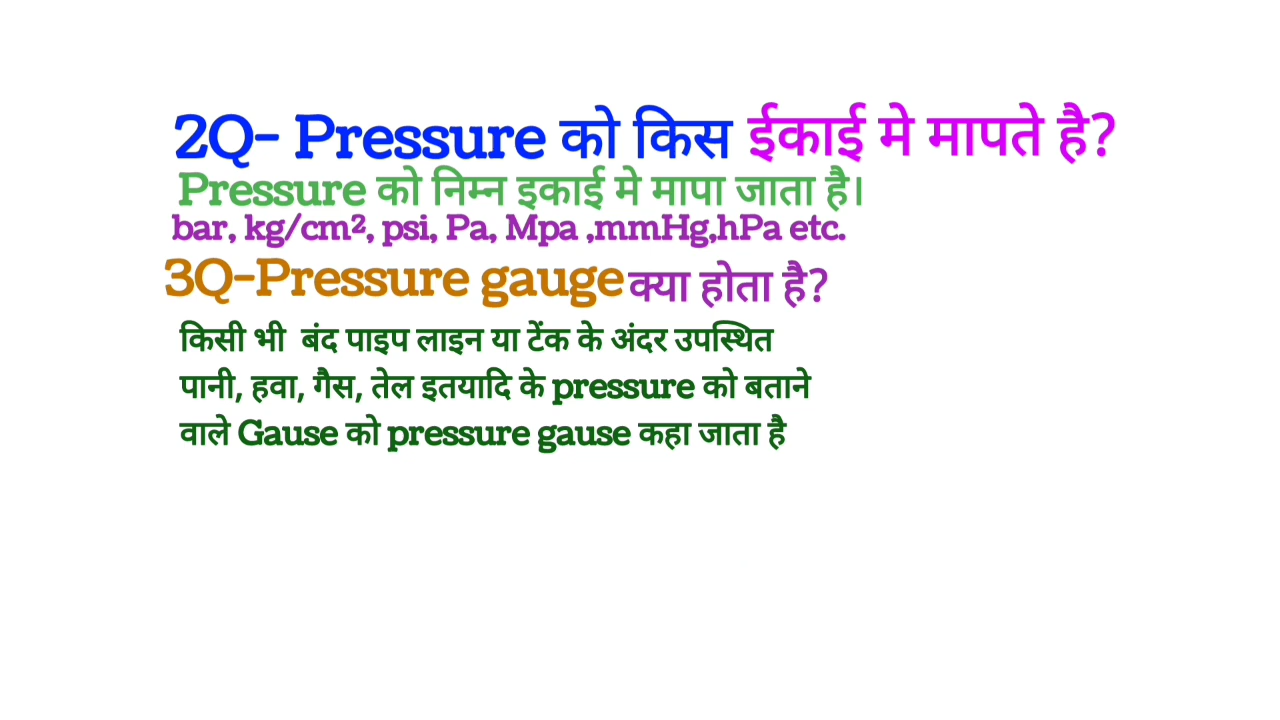 2Q- Pressure को किस ईकाई मे मापते है?
Pressure को निम्न इकाई मे मापा जाता है।
bar, kg/cm², psi, Pa, Mpa ,mmHg,hPa etc.
3Q-Pressure gauge क्या होता है?
किसी भी बंद पाइप लाइन या टेंक के अंदर उपस्थित
पानी, हवा, गैस, तेल इतयादि के pressure को बताने
वाले Gause को pressure gause कहा जाता है